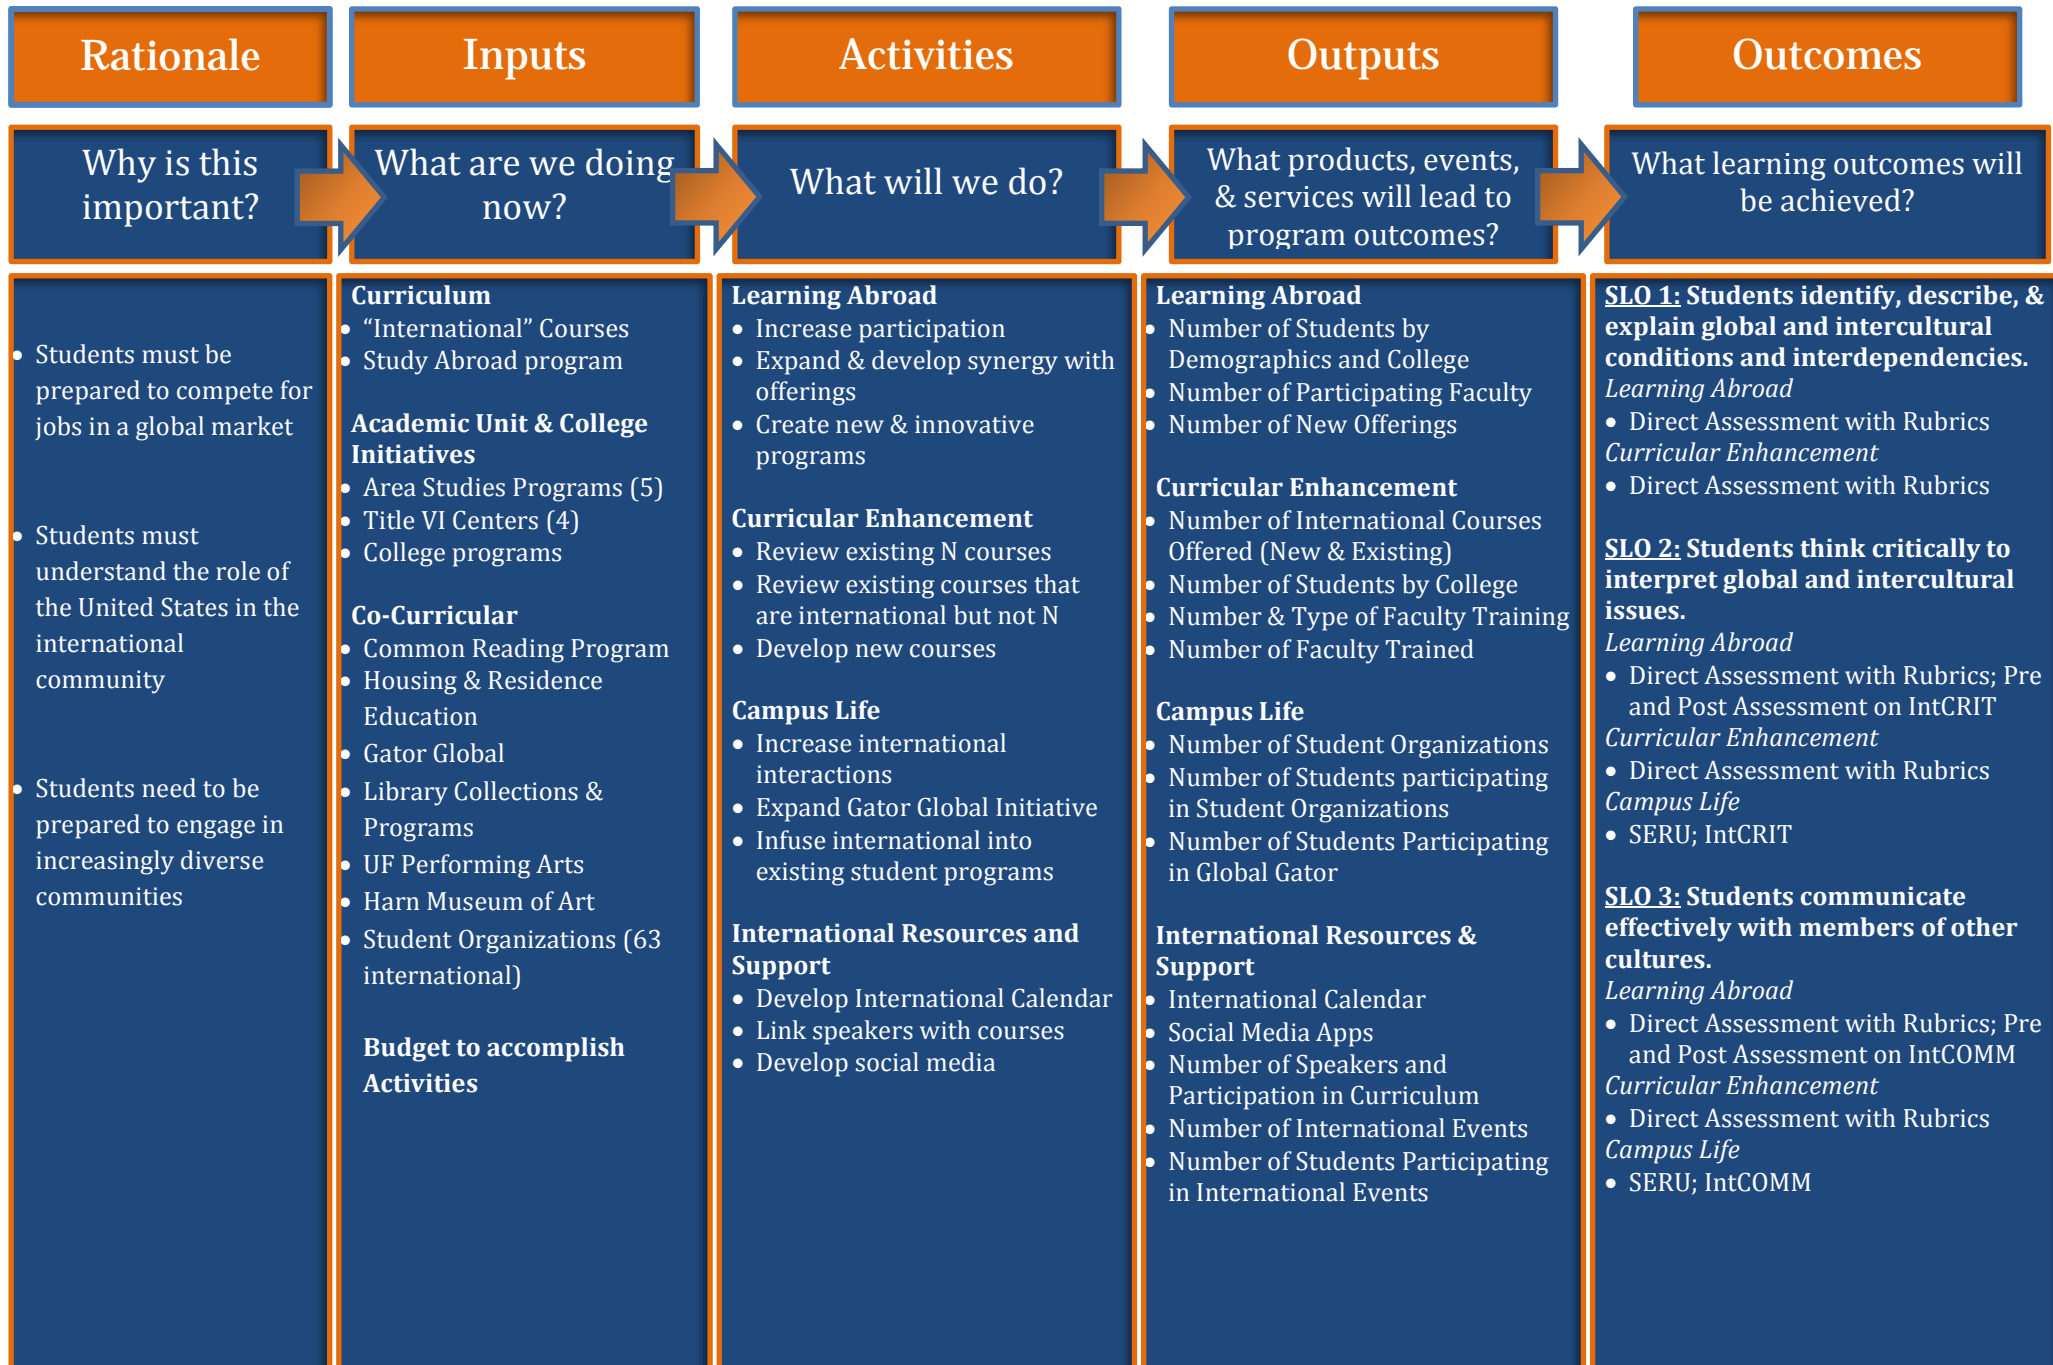 Rationale
Inputs
Activities
Outputs
Outcomes
Why is this
important?
What are we doing
now?
What will we do?
What products, events,
& services will lead to
program outcomes?
What learning outcomes will
be achieved?
• Students must be
prepared to compete for
jobs in a global market
• Students must
understand the role of
the United States in the
international
community
• Students need to be
prepared to engage in
increasingly diverse
communities
Curriculum
• “International” Courses
• Study Abroad program
Academic Unit & College
Initiatives
• Area Studies Programs (5)
• Title VI Centers (4)
• College programs
Co-Curricular
• Common Reading Program
• Housing & Residence
Education
• Gator Global
• Library Collections &
Programs
• UF Performing Arts
• Harn Museum of Art
• Student Organizations (63
international)
Budget to accomplish
Activities
Learning Abroad
• Increase participation
• Expand & develop synergy with
offerings
• Create new & innovative
programs
Curricular Enhancement
• Review existing N courses
• Review existing courses that
are international but not N
• Develop new courses
Campus Life
• Increase international
interactions
• Expand Gator Global Initiative
• Infuse international into
existing student programs
International Resources and
Support
• Develop International Calendar
• Link speakers with courses
• Develop social media
Learning Abroad
• Number of Students by
Demographics and College
• Number of Participating Faculty
• Number of New Offerings
Curricular Enhancement
• Number of International Courses
Offered (New & Existing)
• Number of Students by College
• Number & Type of Faculty Training
• Number of Faculty Trained
Campus Life
• Number of Student Organizations
• Number of Students participating
in Student Organizations
• Number of Students Participating
in Global Gator
International Resources &
Support
• International Calendar
• Social Media Apps
• Number of Speakers and
Participation in Curriculum
• Number of International Events
• Number of Students Participating
in International Events
SLO 1: Students identify, describe, &
explain global and intercultural
conditions and interdependencies.
Learning Abroad
• Direct Assessment with Rubrics
Curricular Enhancement
• Direct Assessment with Rubrics
SLO 2: Students think critically to
interpret global and intercultural
issues.
Learning Abroad
• Direct Assessment with Rubrics; Pre
and Post Assessment on IntCRIT
Curricular Enhancement
• Direct Assessment with Rubrics
Campus Life
• SERU; IntCRIT
SLO 3: Students communicate
effectively with members of other
cultures.
Learning Abroad
• Direct Assessment with Rubrics; Pre
and Post Assessment on IntCOMM
Curricular Enhancement
• Direct Assessment with Rubrics
Campus Life
• SERU; IntCOMM